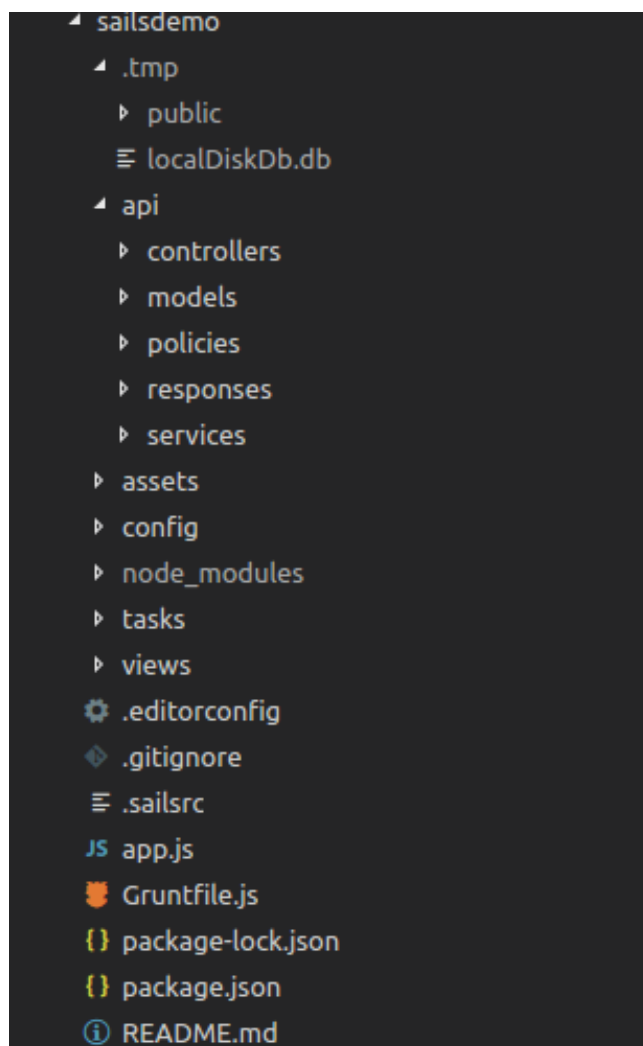 sailsdemo
.tmp
public
localDiskDb.db
api
controllers
models
policies
responses
services
assets
config
node_modules
tasks
views
.editorconfig
.gitignore
.sailsrc
JS app.js
Gruntfile.js
{} package-lock.json
{} package.json
README.md